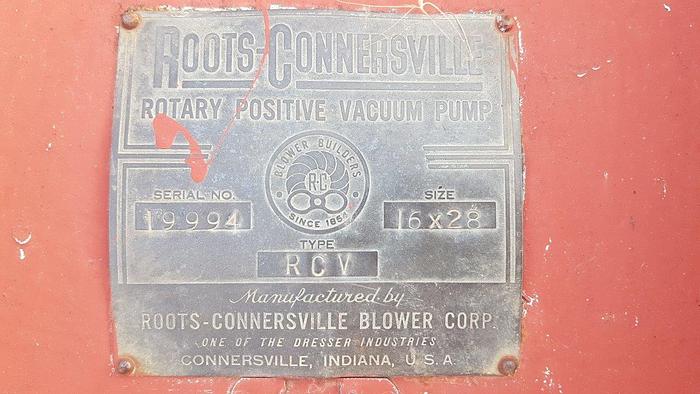 ROOTS-CONNERSVILLE
ROTARY POSITIVE VACUUM PUMP
BLOWER BUILDERS
R-C
SINCE 1854
SERIAL NO.
19994
SIZE
16x28
TYPE
RCV
Manufactured by
ROOTS-CONNERSVILLE BLOWER CORP.
ONE OF THE DRESSER INDUSTRIES
CONNERSVILLE, INDIANA, U.S.A.